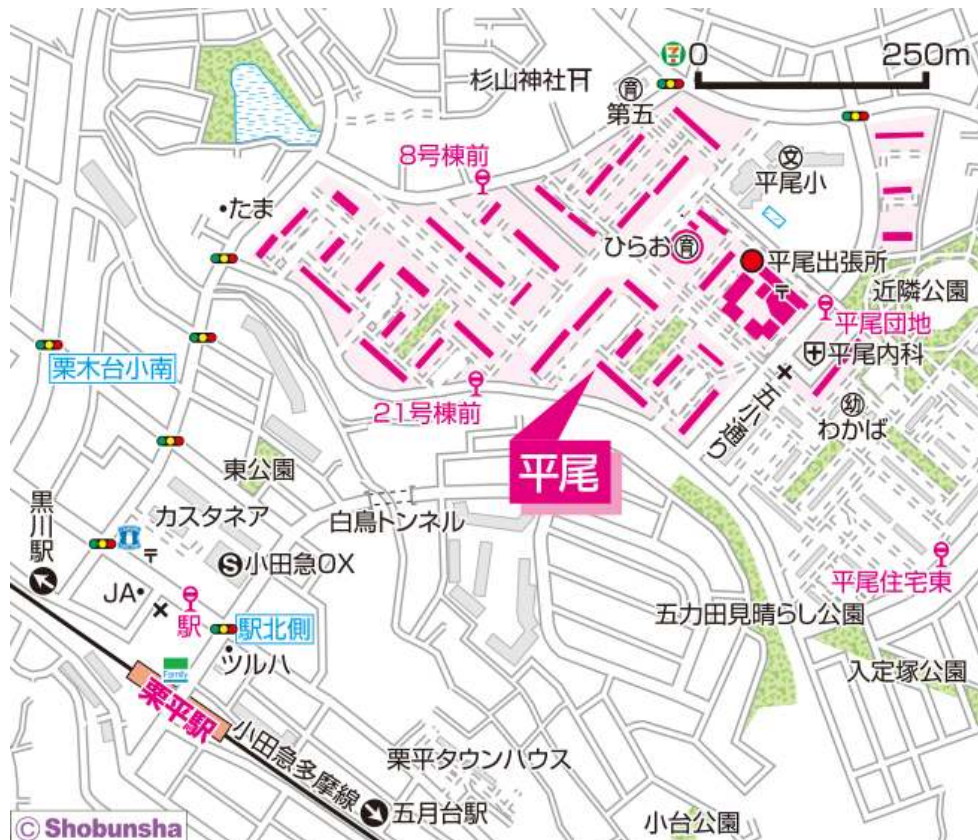 0 250m
杉山神社
育
第五
8号棟前
文
平尾小
・たま
ひらお
育
平尾出張所
近隣公園
平尾団地
栗木台小南
平尾内科
21号棟前
五小通り
幼
わかば
平尾
東公園
黒川駅
カスタネア
白鳥トンネル
S
小田急OX
JA
平尾住宅東
駅
駅北側
五力田見晴らし公園
ツルハ
Family
入定塚公園
栗平駅
小田急多摩線
栗平タウンハウス
五月台駅
小台公園
© Shobunsha